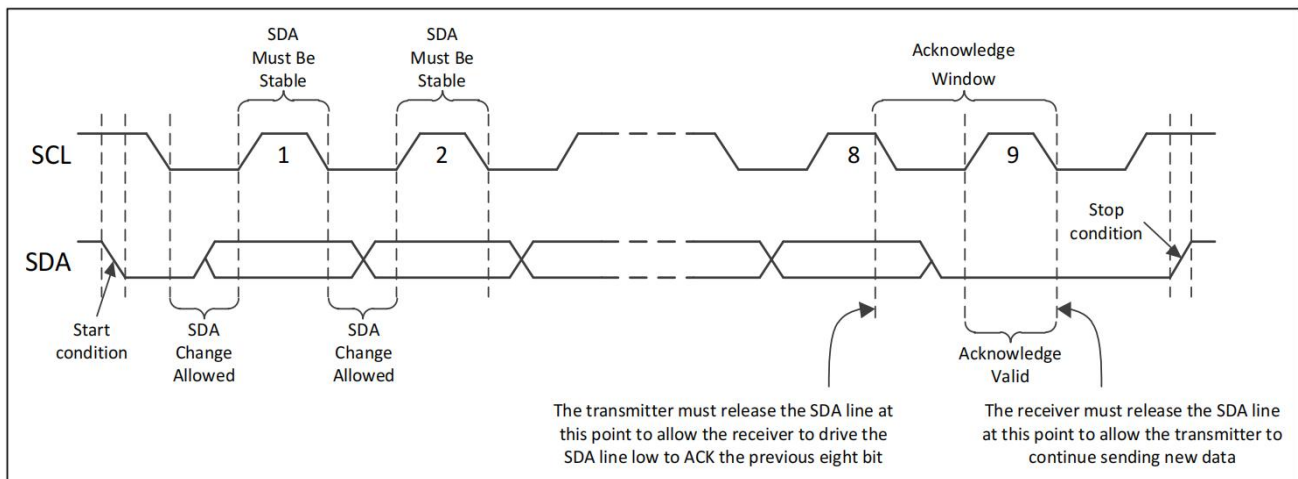 SDA
Must Be
Stable
SDA
Must Be
Stable
Acknowledge
Window
SCL
1
2
8
9
SDA
Stop
condition
Start
condition
SDA
Change
Allowed
SDA
Change
Allowed
Acknowledge
Valid
The transmitter must release the SDA line at
this point to allow the receiver to drive the
SDA line low to ACK the previous eight bit
The receiver must release the SDA line
at this point to allow the transmitter to
continue sending new data